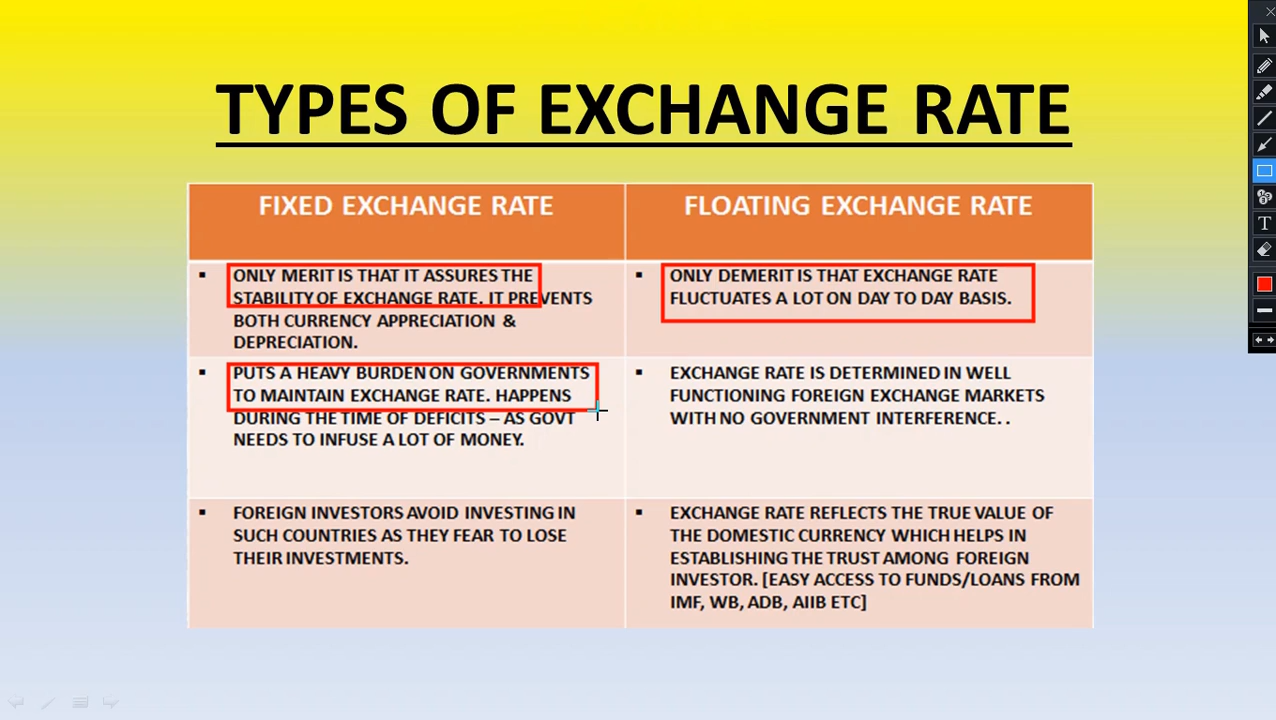 TYPES OF EXCHANGE RATE
FIXED EXCHANGE RATE
FLOATING EXCHANGE RATE
▪ ONLY MERIT IS THAT IT ASSURES THE
STABILITY OF EXCHANGE RATE. IT PREVENTS
BOTH CURRENCY APPRECIATION &
DEPRECIATION.
▪ ONLY DEMERIT IS THAT EXCHANGE RATE
FLUCTUATES A LOT ON DAY TO DAY BASIS.
▪ PUTS A HEAVY BURDEN ON GOVERNMENTS
TO MAINTAIN EXCHANGE RATE. HAPPENS
DURING THE TIME OF DEFICITS – AS GOVT
NEEDS TO INFUSE A LOT OF MONEY.
▪ EXCHANGE RATE IS DETERMINED IN WELL
FUNCTIONING FOREIGN EXCHANGE MARKETS
WITH NO GOVERNMENT INTERFERENCE. .
▪ FOREIGN INVESTORS AVOID INVESTING IN
SUCH COUNTRIES AS THEY FEAR TO LOSE
THEIR INVESTMENTS.
▪ EXCHANGE RATE REFLECTS THE TRUE VALUE OF
THE DOMESTIC CURRENCY WHICH HELPS IN
ESTABLISHING THE TRUST AMONG FOREIGN
INVESTOR. [EASY ACCESS TO FUNDS/LOANS FROM
IMF, WB, ADB, AIIB ETC]
T